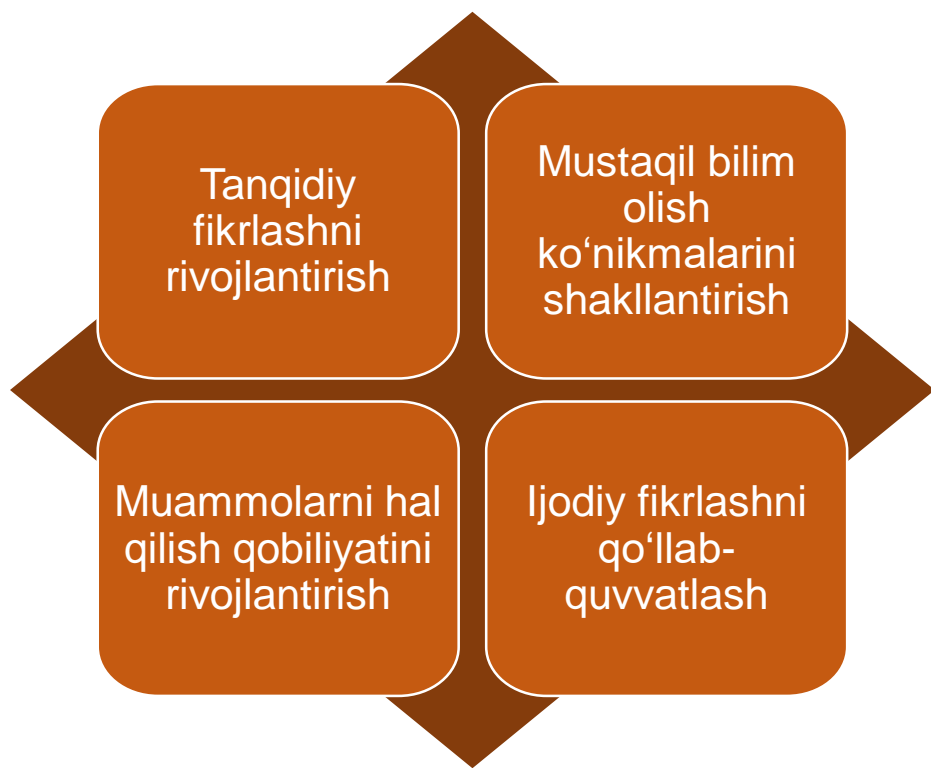 Tanqidiy
fikrlashni
rivojlantirish
Mustaqil bilim
olish
ko‘nikmalarini
shakllantirish
Muammolarni hal
qilish qobiliyatini
rivojlantirish
Ijodiy fikrlashni
qo‘llab-
quvvatlash